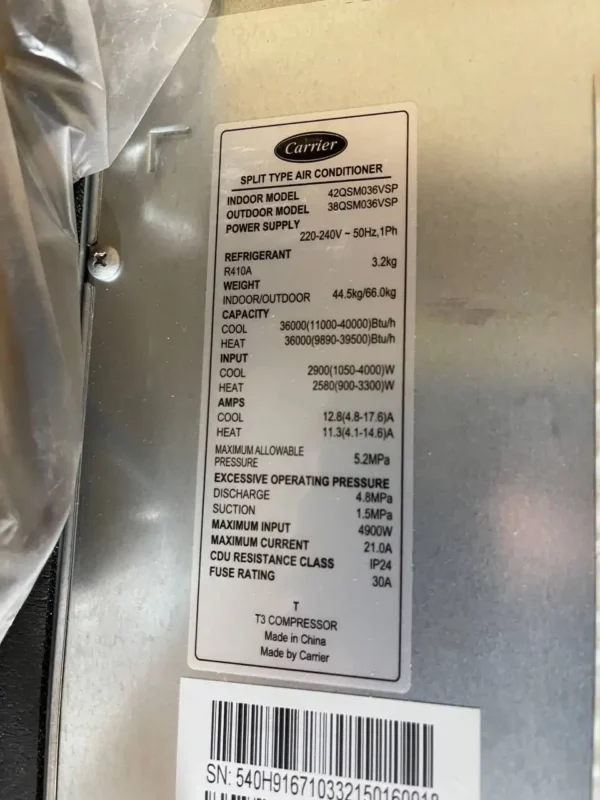 Carrier
SPLIT TYPE AIR CONDITIONER
INDOOR MODEL 42QSM036VSP
OUTDOOR MODEL 38QSM036VSP
POWER SUPPLY
220-240V ~ 50Hz,1Ph
REFRIGERANT
R410A 3.2kg
WEIGHT
INDOOR/OUTDOOR 44.5kg/66.0kg
CAPACITY
COOL 36000(11000-40000)Btu/h
HEAT 36000(9890-39500)Btu/h
INPUT
COOL 2900(1050-4000)W
HEAT 2580(900-3300)W
AMPS
COOL 12.8(4.8-17.6)A
HEAT 11.3(4.1-14.6)A
MAXIMUM ALLOWABLE
PRESSURE 5.2MPa
EXCESSIVE OPERATING PRESSURE
DISCHARGE 4.8MPa
SUCTION 1.5MPa
MAXIMUM INPUT 4900W
MAXIMUM CURRENT 21.0A
CDU RESISTANCE CLASS IP24
FUSE RATING 30A
T
T3 COMPRESSOR
Made in China
Made by Carrier
SN: